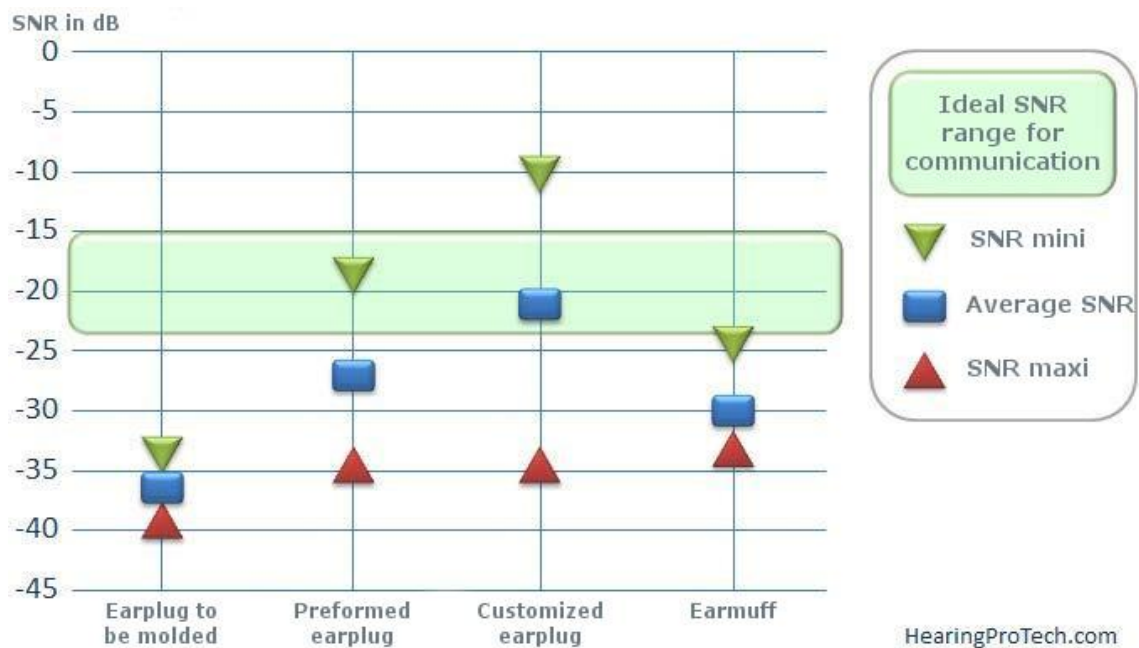 SNR in dB
0
-5
-10
-15
-20
-25
-30
-35
-40
-45
Earplug to
be molded
Preformed
earplug
Customized
earplug
Earmuff
Ideal SNR
range for
communication
SNR mini
Average SNR
SNR maxi
HearingProTech.com